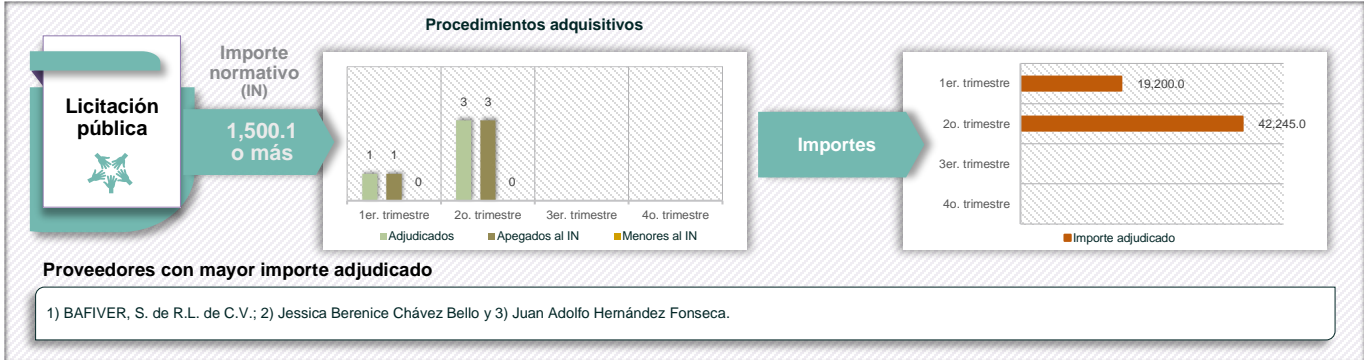 Procedimientos adquisitivos
Licitación
pública
Importe
normativo
(IN)
1,500.1
o más
1
1
0
3
3
0
1er. trimestre
2o. trimestre
3er. trimestre
4o. trimestre
Adjudicados
Apegados al IN
Menores al IN
Importes
1er. trimestre
19,200.0
2o. trimestre
42,245.0
3er. trimestre
4o. trimestre
Importe adjudicado
Proveedores con mayor importe adjudicado
1) BAFIVER, S. de R.L. de C.V.; 2) Jessica Berenice Chávez Bello y 3) Juan Adolfo Hernández Fonseca.